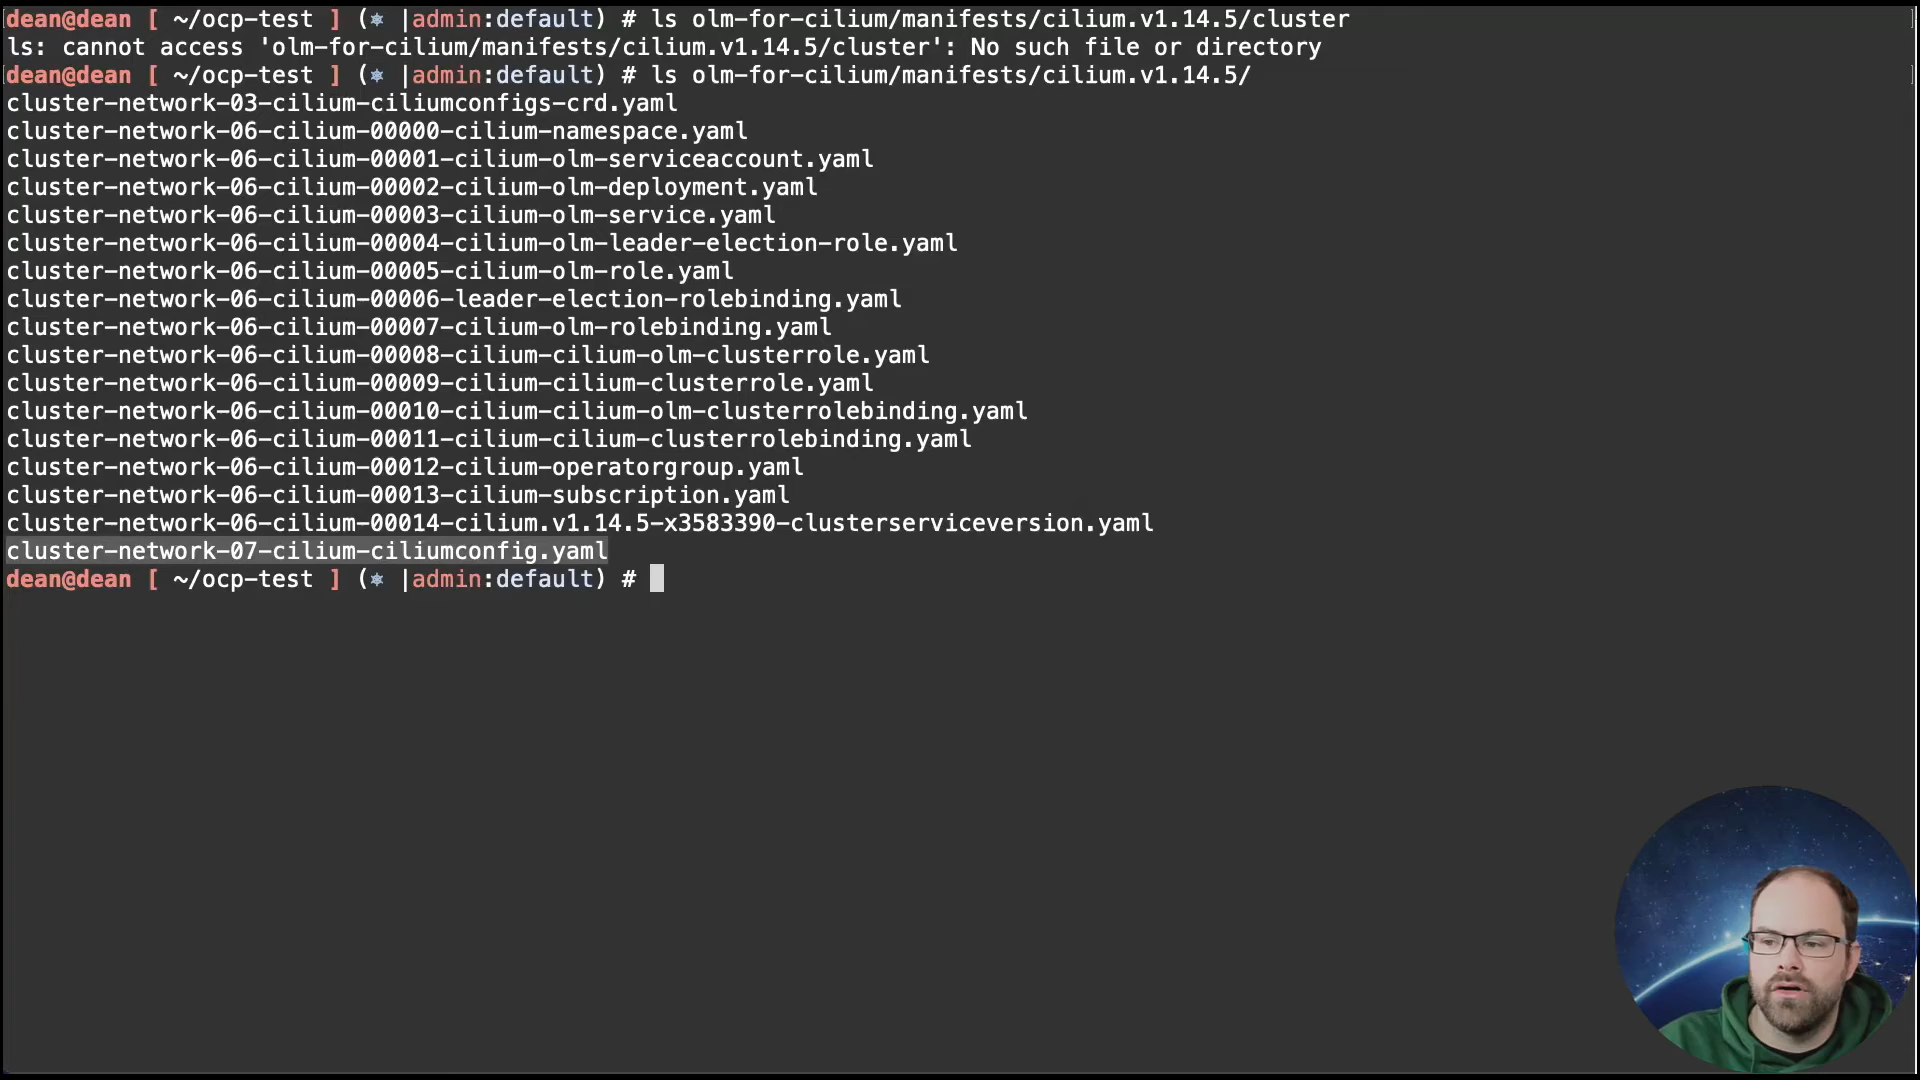 dean@dean [ ~/ocp-test ] (⎈ |admin:default) # ls olm-for-cilium/manifests/cilium.v1.14.5/cluster
ls: cannot access 'olm-for-cilium/manifests/cilium.v1.14.5/cluster': No such file or directory
dean@dean [ ~/ocp-test ] (⎈ |admin:default) # ls olm-for-cilium/manifests/cilium.v1.14.5/
cluster-network-03-cilium-ciliumconfigs-crd.yaml
cluster-network-06-cilium-00000-cilium-namespace.yaml
cluster-network-06-cilium-00001-cilium-olm-serviceaccount.yaml
cluster-network-06-cilium-00002-cilium-olm-deployment.yaml
cluster-network-06-cilium-00003-cilium-olm-service.yaml
cluster-network-06-cilium-00004-cilium-olm-leader-election-role.yaml
cluster-network-06-cilium-00005-cilium-olm-role.yaml
cluster-network-06-cilium-00006-leader-election-rolebinding.yaml
cluster-network-06-cilium-00007-cilium-olm-rolebinding.yaml
cluster-network-06-cilium-00008-cilium-cilium-olm-clusterrole.yaml
cluster-network-06-cilium-00009-cilium-cilium-clusterrole.yaml
cluster-network-06-cilium-00010-cilium-cilium-olm-clusterrolebinding.yaml
cluster-network-06-cilium-00011-cilium-cilium-clusterrolebinding.yaml
cluster-network-06-cilium-00012-cilium-operatorgroup.yaml
cluster-network-06-cilium-00013-cilium-subscription.yaml
cluster-network-06-cilium-00014-cilium.v1.14.5-x3583390-clusterserviceversion.yaml
cluster-network-07-cilium-ciliumconfig.yaml
dean@dean [ ~/ocp-test ] (⎈ |admin:default) #